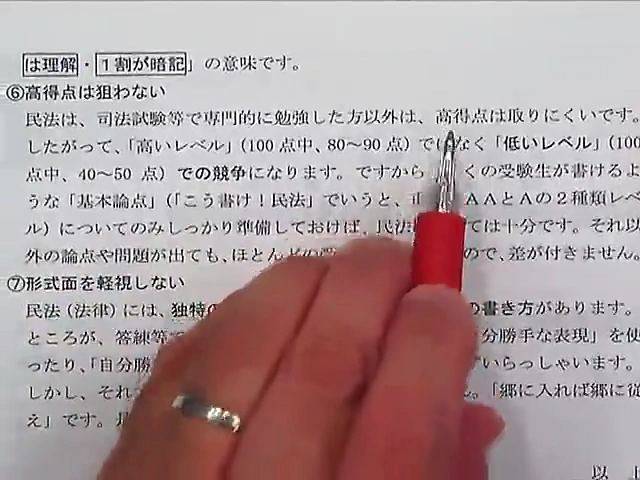 は理解・１割が暗記」の意味です。
⑥高得点は狙わない
民法は、司法試験等で専門的に勉強した方以外は、高得点は取りにくいです。
したがって、「高いレベル」(100 点中、80～90 点) でなく「低いレベル」(100
点中、40～50 点) での競争になります。ですから くの受験生が書けるよ
うな「基本論点」(「こう書け！民法」でいうと、 ＡＡとＡの２種類レベ
ル) についてのみしっかり準備しておけば、民法 ては十分です。それ以
外の論点や問題が出ても、ほとんどの ので、差が付きません。
⑦形式面を軽視しない
民法 (法律) には、独特の の書き方があります。
ところが、答練等で 分勝手な表現」を使
ったり、「自分勝 いらっしゃいます。
しかし、それ 。「郷に入れば郷に従
え」です。
以 上